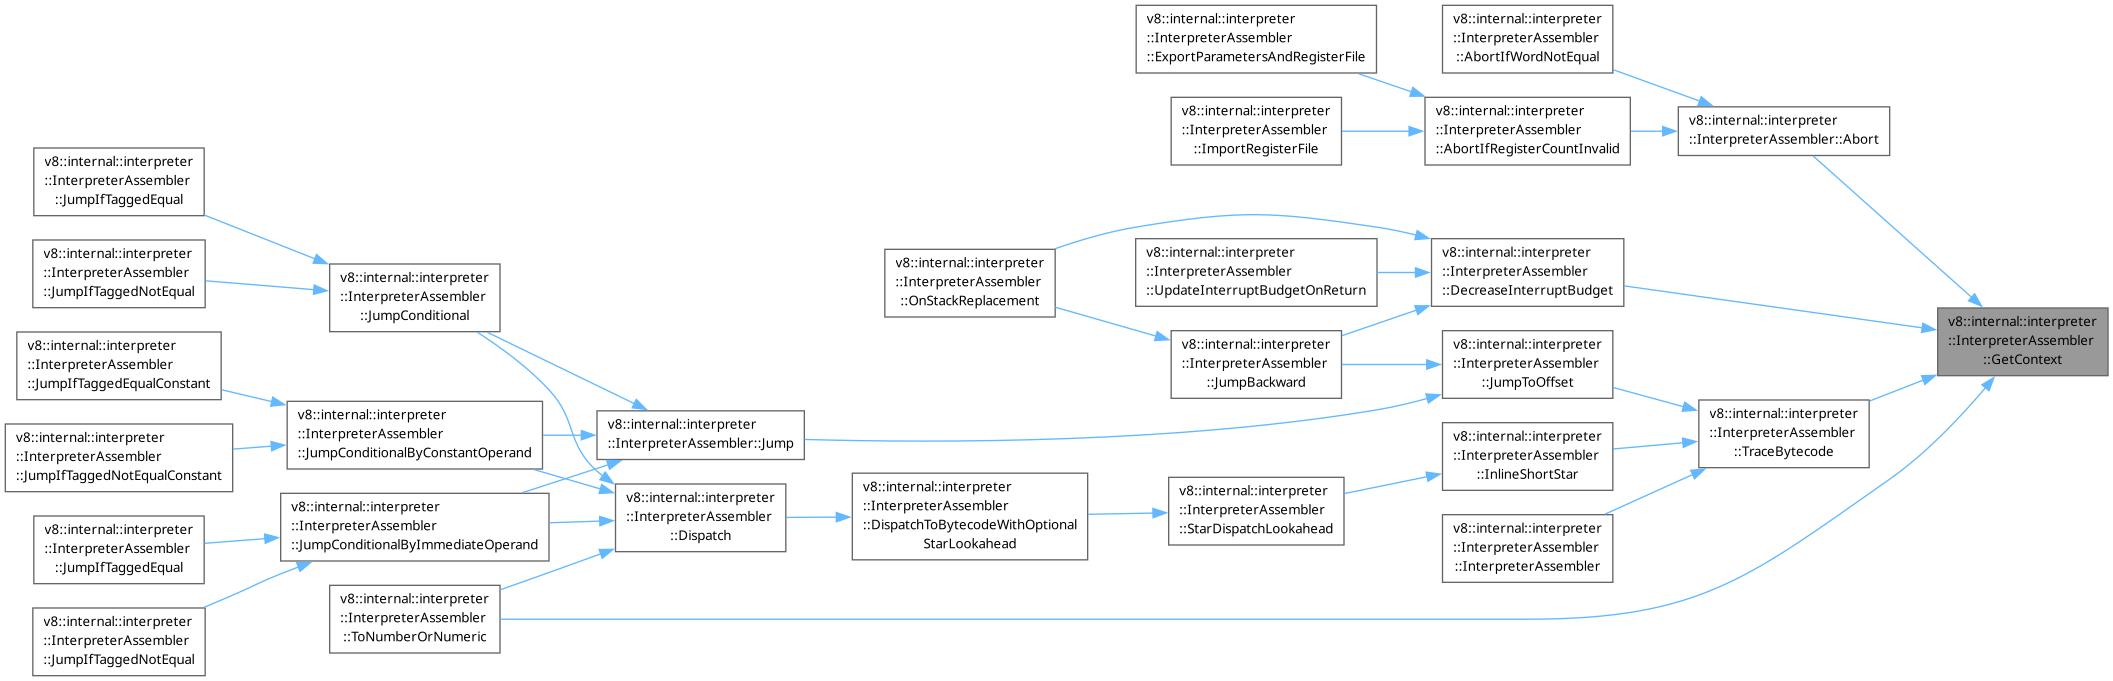 v8::internal::interpreter
::InterpreterAssembler
::ExportParametersAndRegisterFile
v8::internal::interpreter
::InterpreterAssembler
::AbortIfWordNotEqual
v8::internal::interpreter
::InterpreterAssembler
::ImportRegisterFile
v8::internal::interpreter
::InterpreterAssembler
::AbortIfRegisterCountInvalid
v8::internal::interpreter
::InterpreterAssembler::Abort
v8::internal::interpreter
::InterpreterAssembler
::JumpIfTaggedEqual
v8::internal::interpreter
::InterpreterAssembler
::JumpIfTaggedNotEqual
v8::internal::interpreter
::InterpreterAssembler
::JumpConditional
v8::internal::interpreter
::InterpreterAssembler
::OnStackReplacement
v8::internal::interpreter
::InterpreterAssembler
::UpdateInterruptBudgetOnReturn
v8::internal::interpreter
::InterpreterAssembler
::DecreaseInterruptBudget
v8::internal::interpreter
::InterpreterAssembler
::GetContext
v8::internal::interpreter
::InterpreterAssembler
::JumpIfTaggedEqualConstant
v8::internal::interpreter
::InterpreterAssembler
::JumpBackward
v8::internal::interpreter
::InterpreterAssembler
::JumpToOffset
v8::internal::interpreter
::InterpreterAssembler
::JumpIfTaggedNotEqualConstant
v8::internal::interpreter
::InterpreterAssembler
::JumpConditionalByConstantOperand
v8::internal::interpreter
::InterpreterAssembler::Jump
v8::internal::interpreter
::InterpreterAssembler
::TraceBytecode
v8::internal::interpreter
::InterpreterAssembler
::InlineShortStar
v8::internal::interpreter
::InterpreterAssembler
::JumpConditionalByImmediateOperand
v8::internal::interpreter
::InterpreterAssembler
::Dispatch
v8::internal::interpreter
::InterpreterAssembler
::DispatchToBytecodeWithOptional
StarLookahead
v8::internal::interpreter
::InterpreterAssembler
::StarDispatchLookahead
v8::internal::interpreter
::InterpreterAssembler
::InterpreterAssembler
v8::internal::interpreter
::InterpreterAssembler
::JumpIfTaggedEqual
v8::internal::interpreter
::InterpreterAssembler
::ToNumberOrNumeric
v8::internal::interpreter
::InterpreterAssembler
::JumpIfTaggedNotEqual